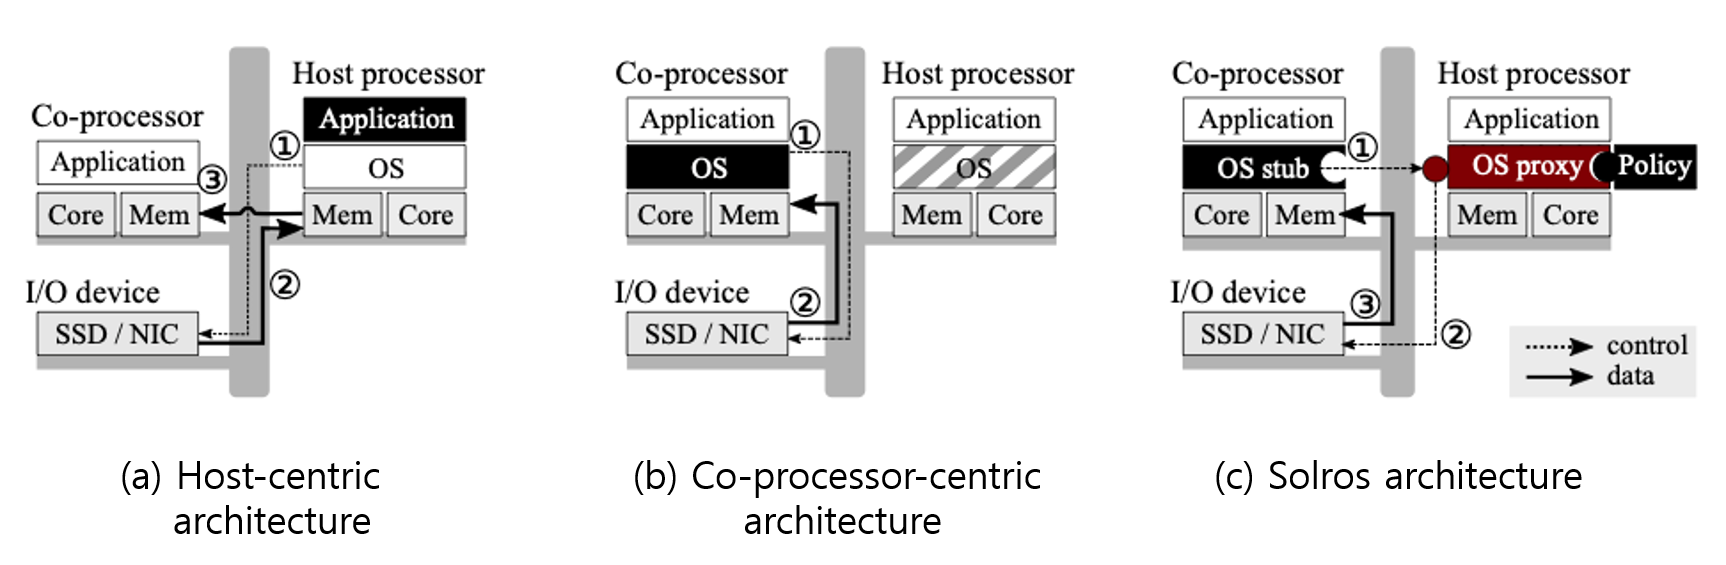 Host processor
Co-processor
Application
①
Application
OS
③
Core
Mem
Mem
Core
②
I/O device
SSD / NIC
(a) Host-centric
architecture
Co-processor
Host processor
Application
①
Application
OS
OS
Core
Mem
Mem
Core
I/O device
②
SSD / NIC
(b) Co-processor-centric
architecture
Co-processor
Host processor
Application
①
Application
OS stub
OS proxy
Policy
Core
Mem
Mem
Core
I/O device
③
SSD / NIC
②
control
data
(c) Solros architecture